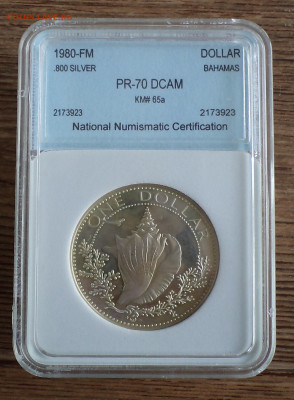 1980-FM DOLLAR
.800 SILVER BAHAMAS
PR-70 DCAM
KM# 65a
2173923 2173923
National Numismatic Certification
ONE DOLLAR